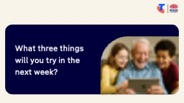 What three things
will you try in the
next week?